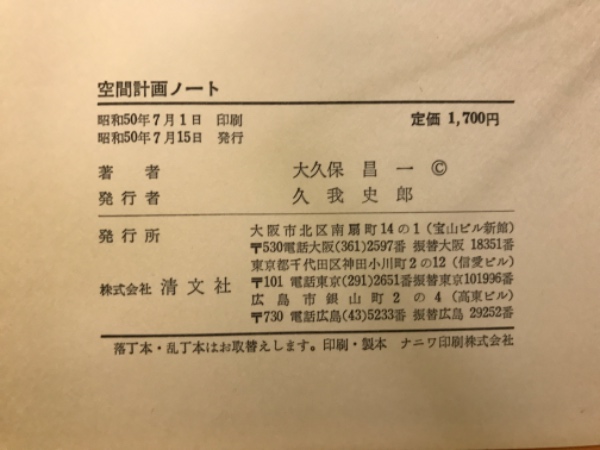 空間計画ノート
昭和50年7月1日 印刷 定価 1,700円
昭和50年7月15日 発行
著者 大久保昌一 ©
発行者 久我史郎
発行所 大阪市北区南扇町14の1(宝山ビル新館)
〒530電話大阪(361)2597番 振替大阪 18351番
東京都千代田区神田小川町2の12(信愛ビル)
株式会社 清文社 〒101 電話東京(291)2651番振替東京101996番
広島市銀山町2の4(高東ビル)
〒730 電話広島(43)5233番 振替広島 29252番
落丁本・乱丁本はお取替えします。印刷・製本 ナニワ印刷株式会社